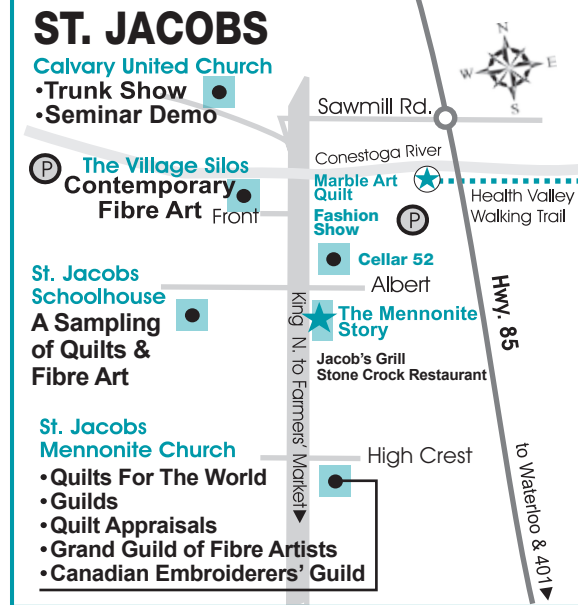 ST. JACOBS
Calvary United Church
•Trunk Show
•Seminar Demo
N
W
E
S
Sawmill Rd.
Conestoga River
P
The Village Silos
Contemporary
Fibre Art
Front
Marble Art
Quilt
Health Valley
Walking Trail
Fashion
Show
P
Cellar 52
St. Jacobs
Schoolhouse
A Sampling
of Quilts &
Fibre Art
Albert
The Mennonite
Story
Jacob's Grill
Stone Crock Restaurant
King N. to Farmers' Market
Hwy. 85
St. Jacobs
Mennonite Church
•Quilts For The World
•Guilds
•Quilt Appraisals
•Grand Guild of Fibre Artists
•Canadian Embroiderers' Guild
High Crest
to Waterloo & 401